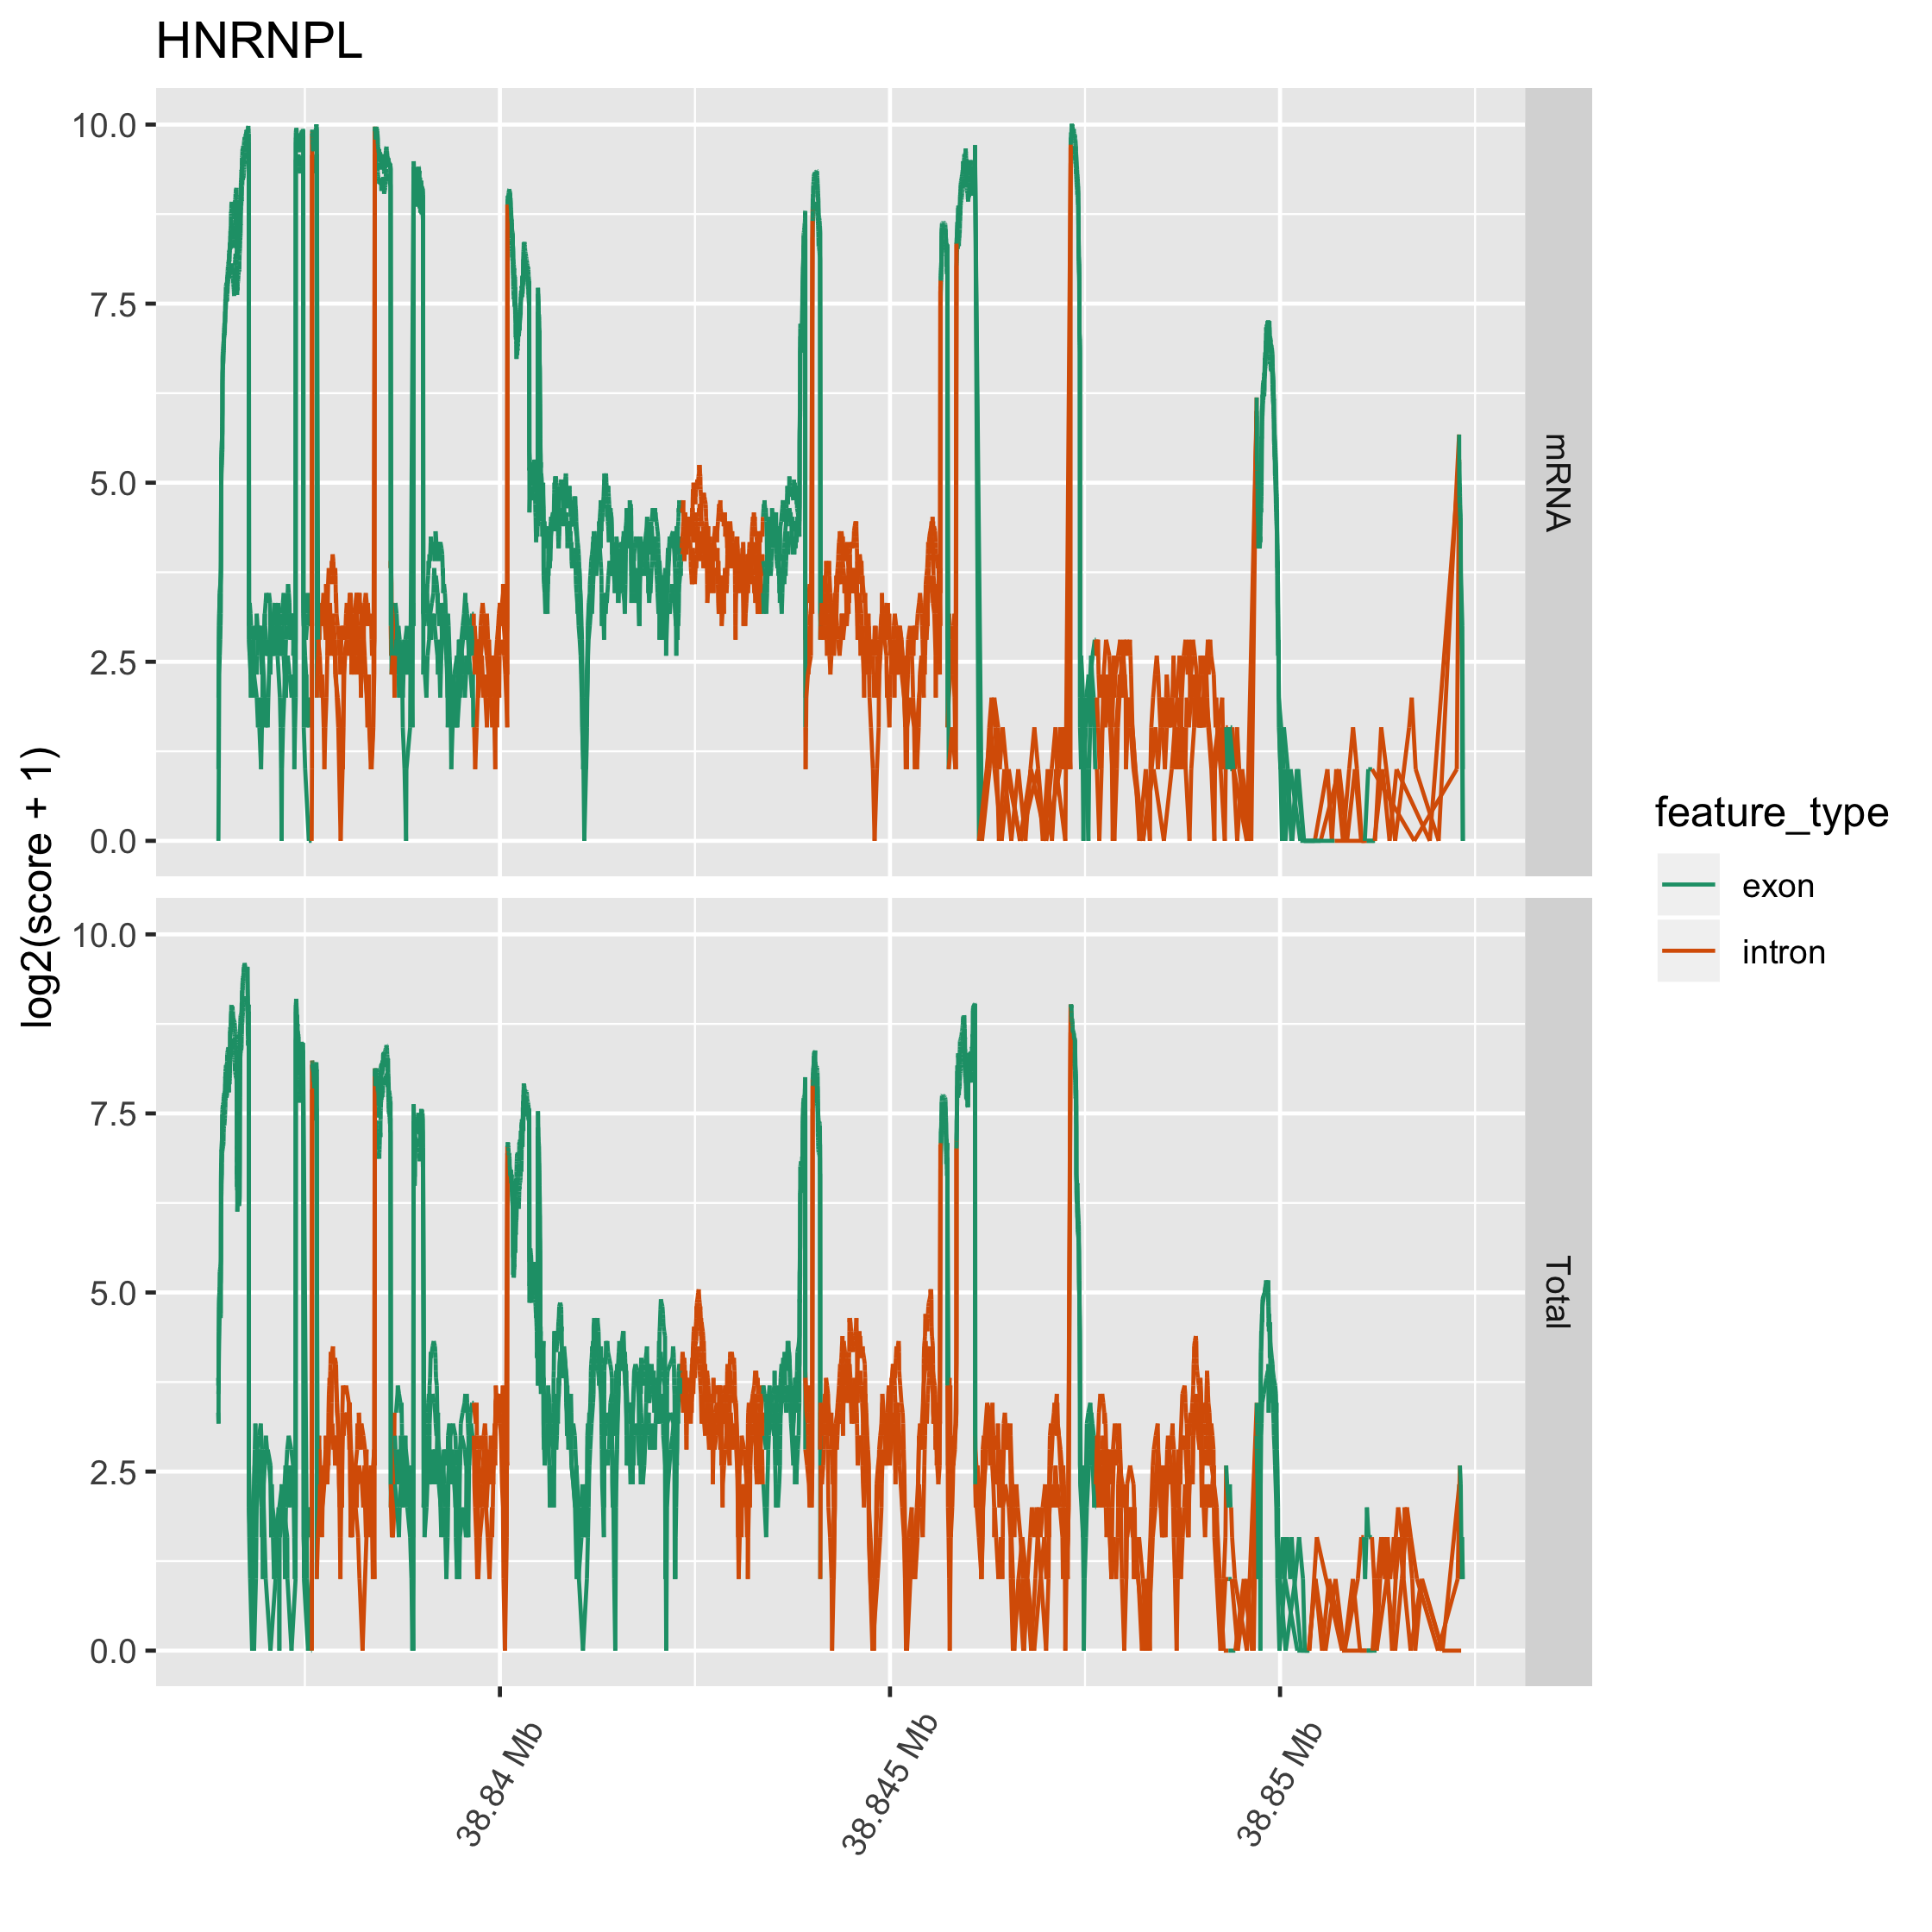 HNRNPL
log2(score + 1)
10.0
7.5
5.0
2.5
0.0
mRNA
10.0
7.5
5.0
2.5
0.0
Total
38.84 Mb
38.845 Mb
38.85 Mb
feature_type
exon
intron